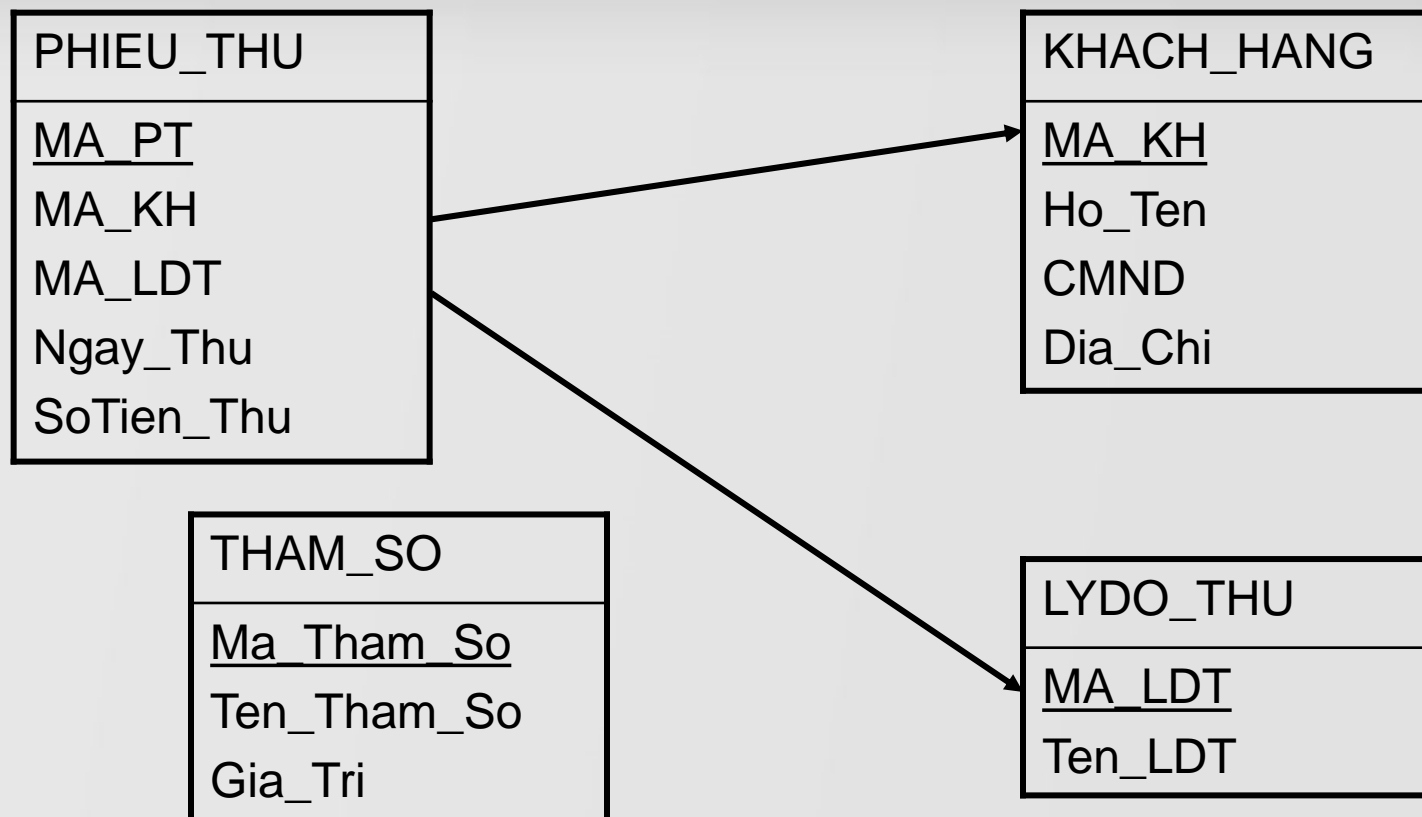 PHIEU_THU
MA_PT
MA_KH
MA_LDT
Ngay_Thu
SoTien_Thu
KHACH_HANG
MA_KH
Ho_Ten
CMND
Dia_Chi
THAM_SO
Ma_Tham_So
Ten_Tham_So
Gia_Tri
LYDO_THU
MA_LDT
Ten_LDT